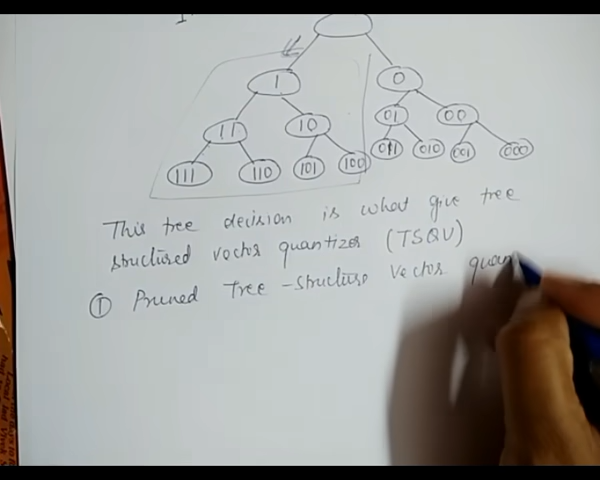 1 0
11 10 01 00
111 110 101 100 011 010 001 000
This tree decision is what give tree
structured vector quantizer (TSQV)
① Pruned tree-structure vector quan